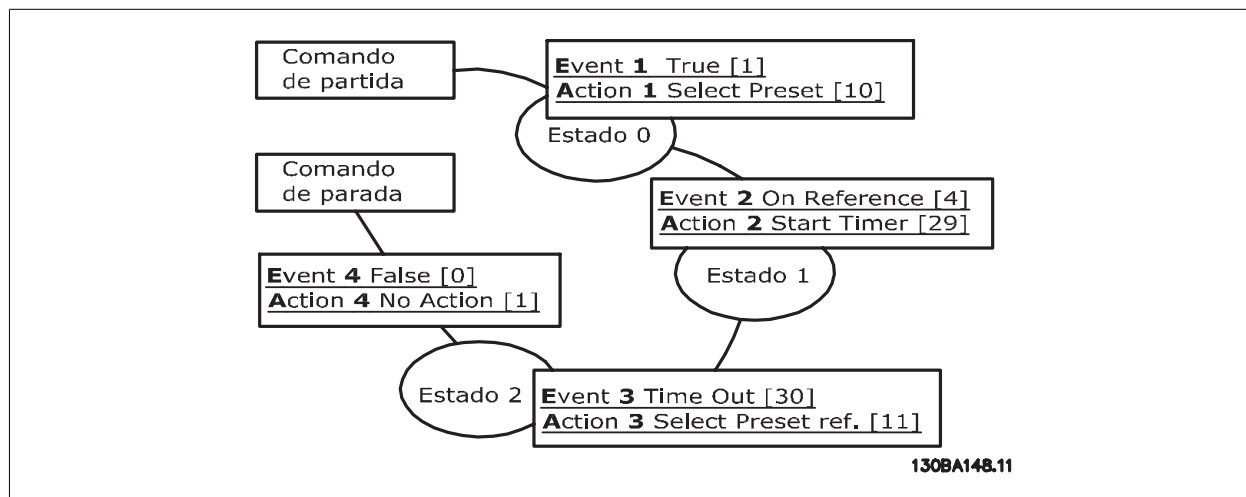 Comando
de partida
Event 1 True [1]
Action 1 Select Preset [10]
Estado 0
Comando
de parada
Event 2 On Reference [4]
Action 2 Start Timer [29]
Estado 1
Event 4 False [0]
Action 4 No Action [1]
Estado 2
Event 3 Time Out [30]
Action 3 Select Preset ref. [11]
130BA148.11